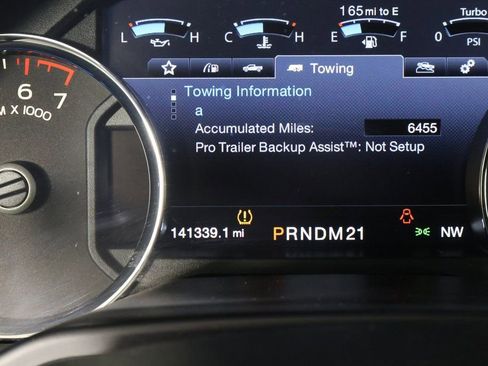 165 mi to E
Turbo
L H C H E F 0
PSI
Towing
6 7
M X 1000
Towing Information
a
Accumulated Miles: 6455
Pro Trailer Backup Assist™: Not Setup
141339.1 mi PRNDM21 NW